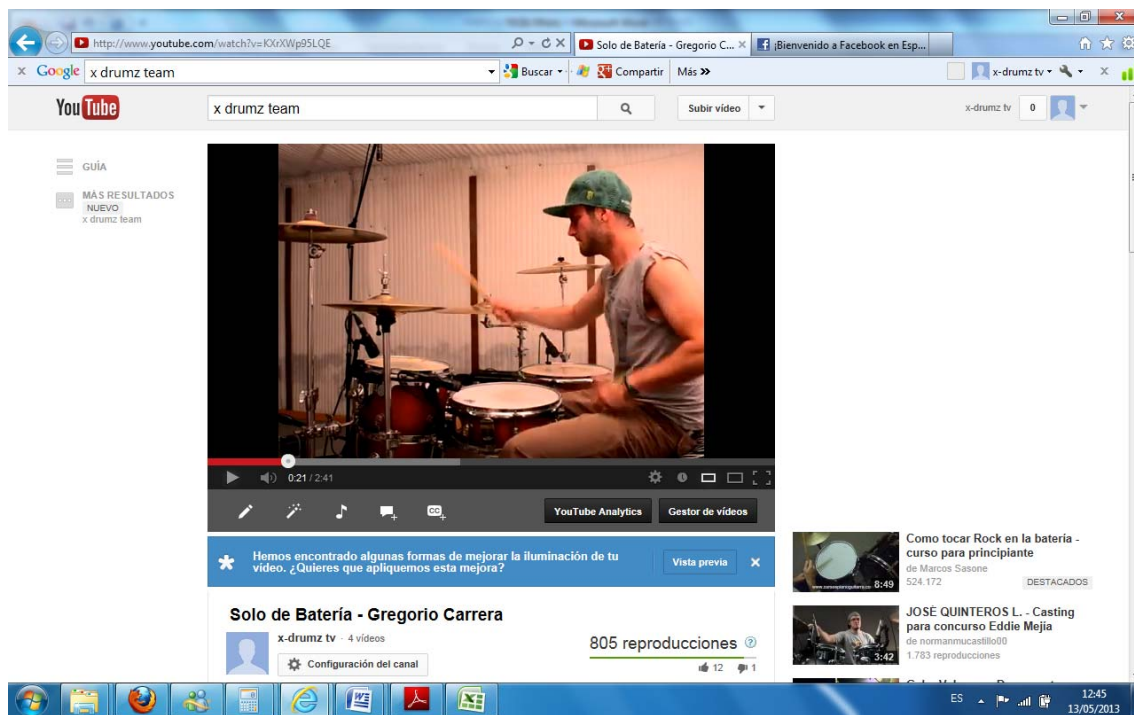 http://www.youtube.com/watch?v=KXrXWp95LQE
Solo de Batería - Gregorio C...
¡Bienvenido a Facebook en Esp...
Google x drumz team
Buscar
Compartir
Más »
x-drumz tv
YouTube
x drumz team
Subir vídeo
x-drumz tv
0
GUÍA
MÁS RESULTADOS
NUEVO
x drumz team
0:21 / 2:41
CC
YouTube Analytics
Gestor de vídeos
Hemos encontrado algunas formas de mejorar la iluminación de tu
vídeo. ¿Quieres que apliquemos esta mejora?
Vista previa
Solo de Batería - Gregorio Carrera
x-drumz tv · 4 vídeos
Configuración del canal
805 reproducciones
12
1
8:49
Como tocar Rock en la bateria -
curso para principiante
de Marcos Sasone
524.172
DESTACADOS
3:42
JOSÉ QUINTEROS L. - Casting
para concurso Eddie Mejia
de normanmucastillo00
1.783 reproducciones
ES
12:45
13/05/2013